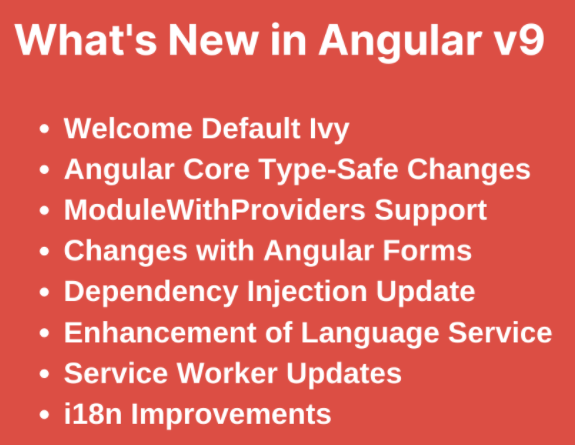 What's New in Angular v9
• Welcome Default Ivy
• Angular Core Type-Safe Changes
• ModuleWithProviders Support
• Changes with Angular Forms
• Dependency Injection Update
• Enhancement of Language Service
• Service Worker Updates
• i18n Improvements